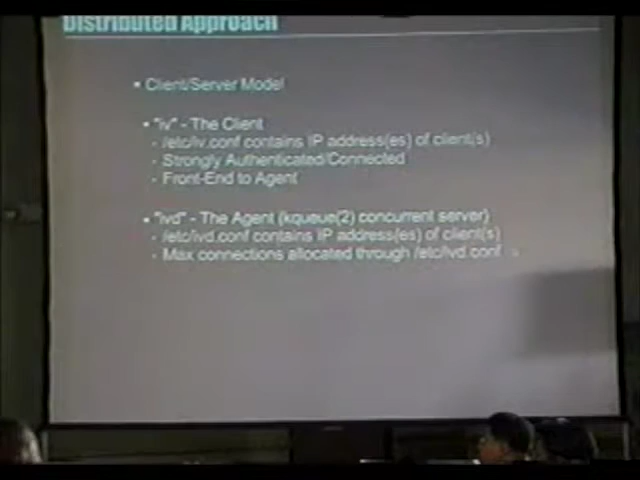 Distributed Approach
• Client/Server Model
• "iv" - The Client
- /etc/iv.conf contains IP address(es) of client(s)
- Strongly Authenticated/Connected
- Front-End to Agent
• "ivd" - The Agent (kqueue(2) concurrent server)
- /etc/ivd.conf contains IP address(es) of client(s)
- Max connections allocated through /etc/ivd.conf